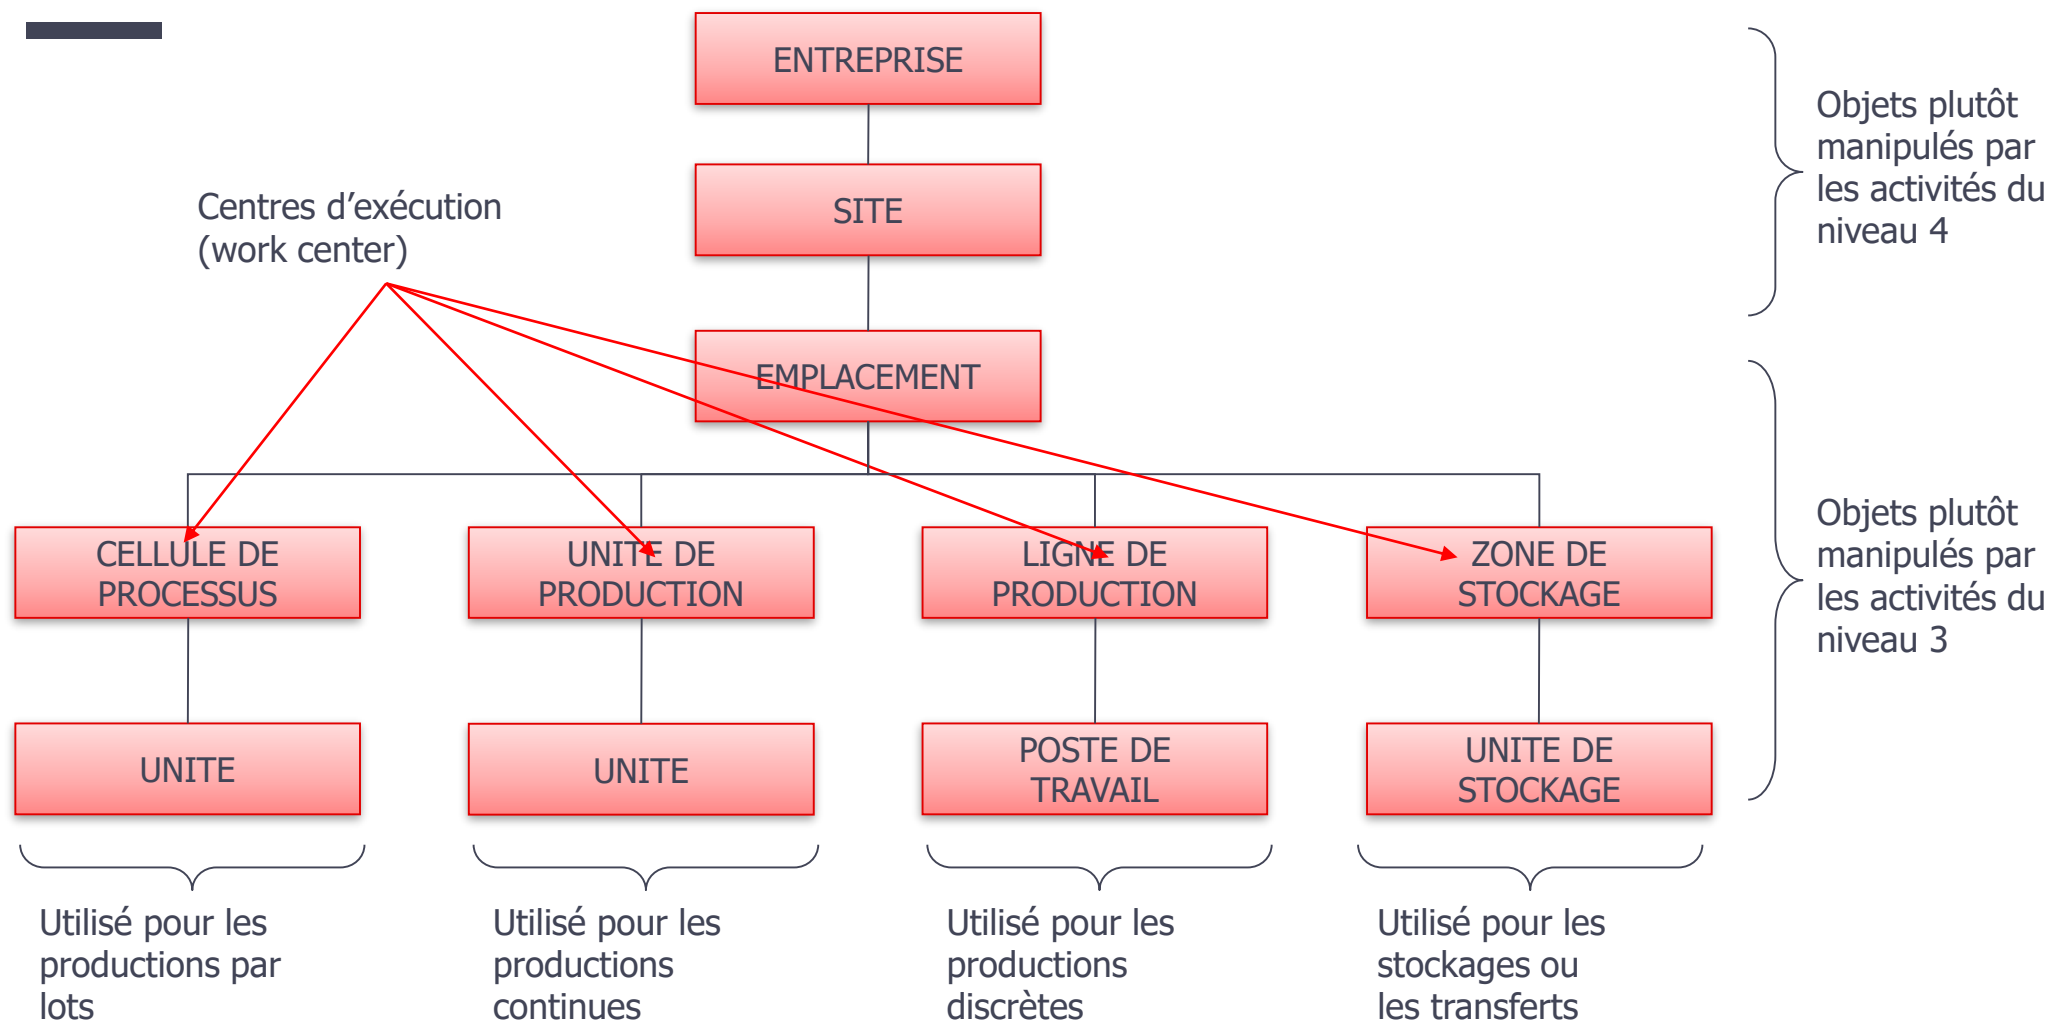 ENTREPRISE
Objets plutôt
manipulés par
les activités du
niveau 4
Centres d’exécution
(work center)
SITE
EMPLACEMENT
CELLULE DE
PROCESSUS
UNITE DE
PRODUCTION
LIGNE DE
PRODUCTION
ZONE DE
STOCKAGE
Objets plutôt
manipulés par
les activités du
niveau 3
UNITE
UNITE
POSTE DE
TRAVAIL
UNITE DE
STOCKAGE
Utilisé pour les
productions par
lots
Utilisé pour les
productions
continues
Utilisé pour les
productions
discrètes
Utilisé pour les
stockages ou
les transferts